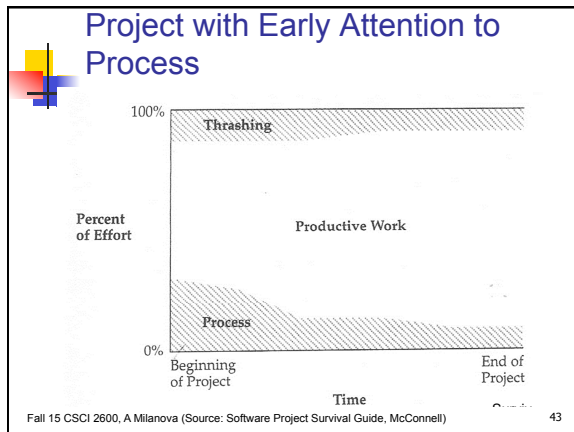 Project with Early Attention to
Process
100%
Thrashing
Percent
of Effort
Productive Work
Process
0%
Beginning
of Project
End of
Project
Time
Fall 15 CSCI 2600, A Milanova (Source: Software Project Survival Guide, McConnell)
43